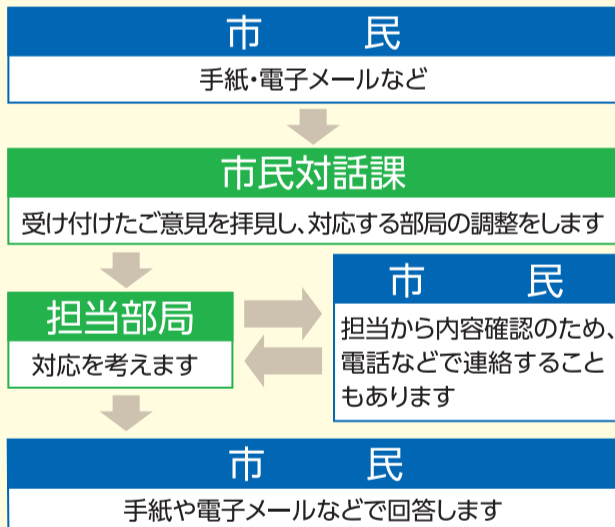 市　民
手紙・電子メールなど
市民対話課
受け付けたご意見を拝見し、対応する部局の調整をします
担当部局
対応を考えます
市　民
担当から内容確認のため、
電話などで連絡すること
もあります
市　民
手紙や電子メールなどで回答します